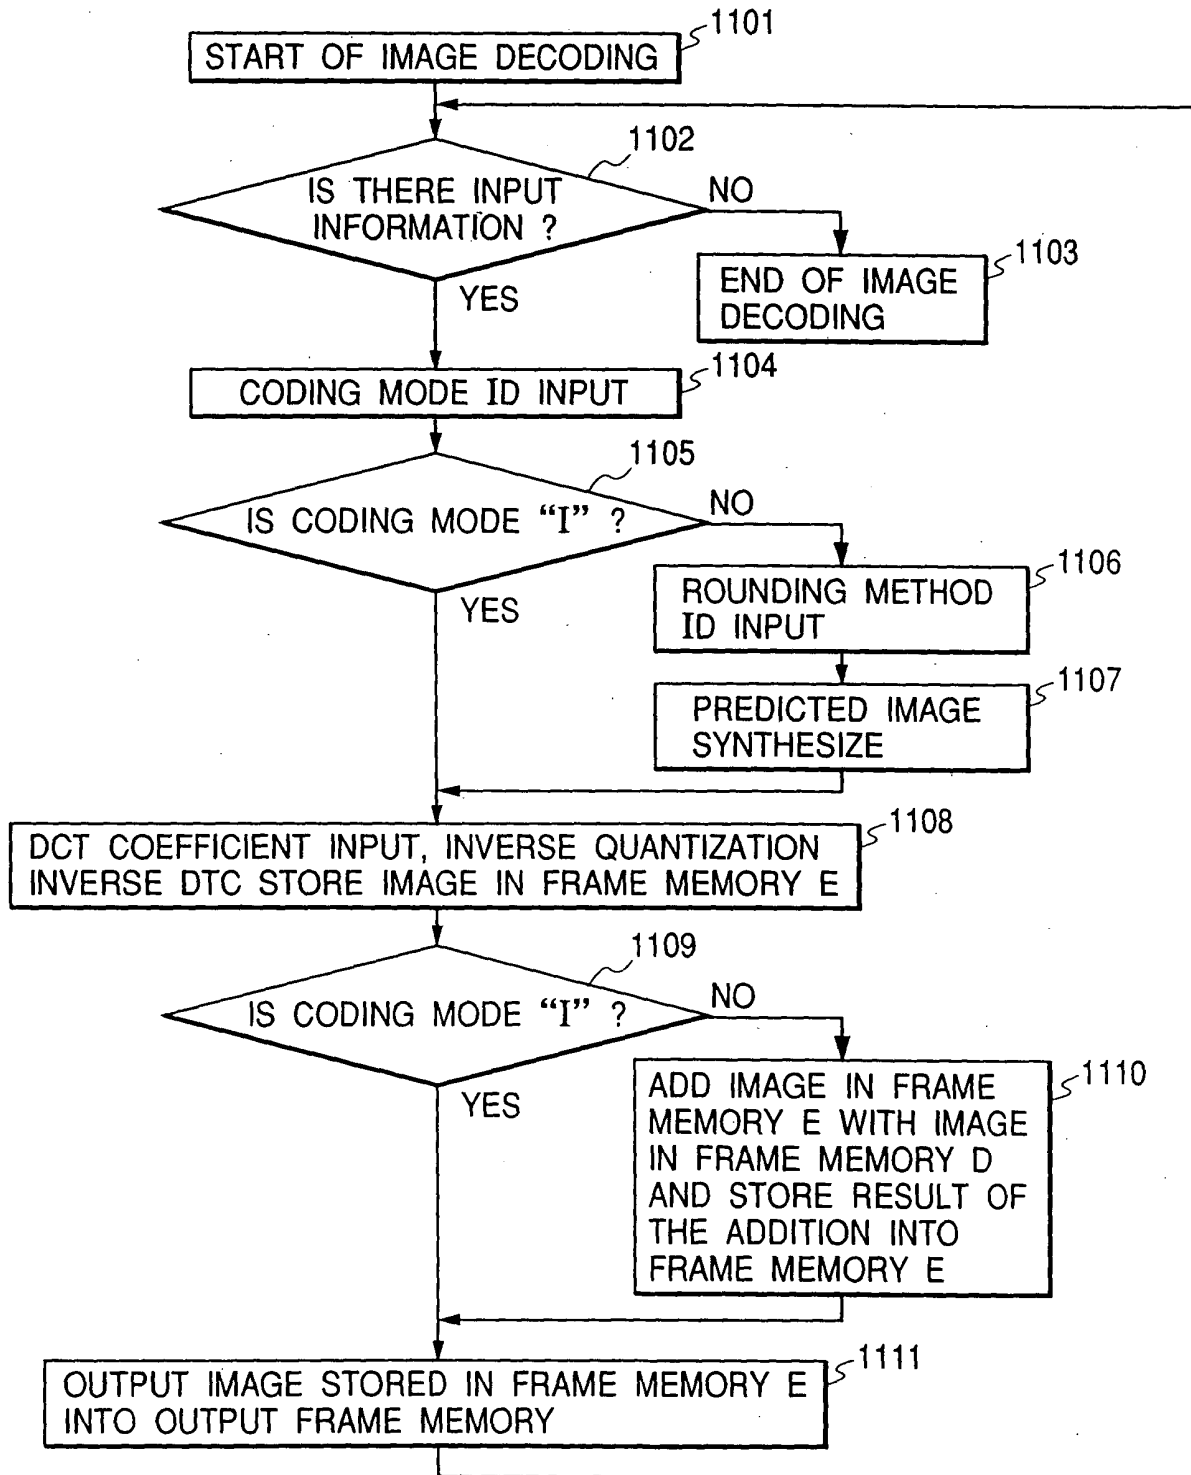 1101
START OF IMAGE DECODING
1102
IS THERE INPUT
INFORMATION ?
NO
YES
1103
END OF IMAGE
DECODING
1104
CODING MODE ID INPUT
1105
IS CODING MODE “I” ?
NO
YES
1106
ROUNDING METHOD
ID INPUT
1107
PREDICTED IMAGE
SYNTHESIZE
1108
DCT COEFFICIENT INPUT, INVERSE QUANTIZATION
INVERSE DTC STORE IMAGE IN FRAME MEMORY E
1109
IS CODING MODE “I” ?
NO
YES
1110
ADD IMAGE IN FRAME
MEMORY E WITH IMAGE
IN FRAME MEMORY D
AND STORE RESULT OF
THE ADDITION INTO
FRAME MEMORY E
1111
OUTPUT IMAGE STORED IN FRAME MEMORY E
INTO OUTPUT FRAME MEMORY